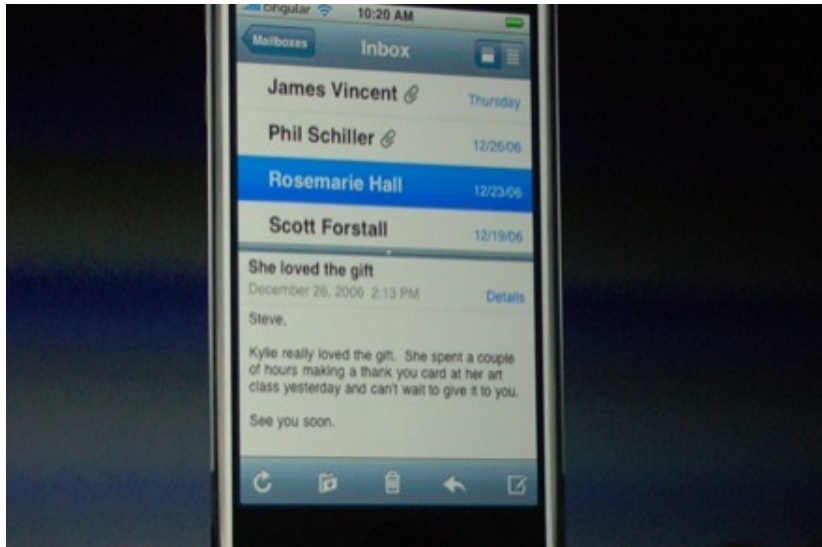 cingular 10:20 AM
Mailboxes Inbox
James Vincent Thursday
Phil Schiller 12/26/06
Rosemarie Hall 12/23/06
Scott Forstall 12/19/06
She loved the gift
December 26, 2006 2:13 PM Details
Steve,
Kylie really loved the gift. She spent a couple
of hours making a thank you card at her art
class yesterday and can't wait to give it to you.
See you soon.